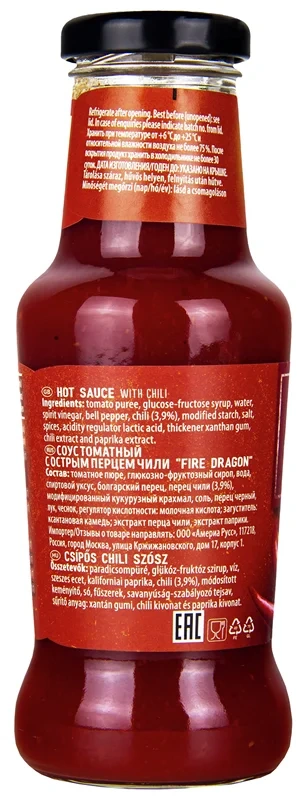 Refrigerate after opening. Best before (unopened): see
lid. In case of enquiries please indicate batch no. from lid.
Хранить при температуре от +6 °C до +25°C и
относительной влажности воздуха не более 75 %. После
вскрытия продукт хранить в холодильнике не более 30
суток. ДАТА ИЗГОТОВЛЕНИЯ/ГОДЕН ДО: УКАЗАНО НА КРЫШКЕ.
Tárolása száraz, hűvös helyen, felnyitás után hűtve.
Minőségét megőrzi (nap/hó/év): lásd a csomagoláson
GB HOT SAUCE WITH CHILI
Ingredients: tomato puree, glucose-fructose syrup, water,
spirit vinegar, bell pepper, chili (3,9%), modified starch, salt,
spices, acidity regulator lactic acid, thickener xanthan gum,
chili extract and paprika extract.
RUS СОУС ТОМАТНЫЙ
С ОСТРЫМ ПЕРЦЕМ ЧИЛИ "FIRE DRAGON"
Состав: томатное пюре, глюкозно-фруктозный сироп, вода,
спиртовой уксус, болгарский перец, перец чили (3,9%),
модифицированный кукурузный крахмал, соль, перец черный,
лук, чеснок, регулятор кислотности: молочная кислота; загуститель:
ксантановая камедь; экстракт перца чили, экстракт паприки.
Импортер/Отзывы о товаре: ООО «Америа Русс», 117238,
Россия, город Москва, улица Кржижановского, дом 17, корпус 1.
HU CSIPŐS CHILI SZÓSZ
Összetevők: paradicsompüré, glükóz-fruktóz szirup, víz,
szeszes ecet, kaliforniai paprika, chili (3,9%), módosított
keményítő, só, fűszerek, savanyúság-szabályozó tejsav,
sűrítő anyag: xantán gumi, chili kivonat és paprika kivonat.
EAC